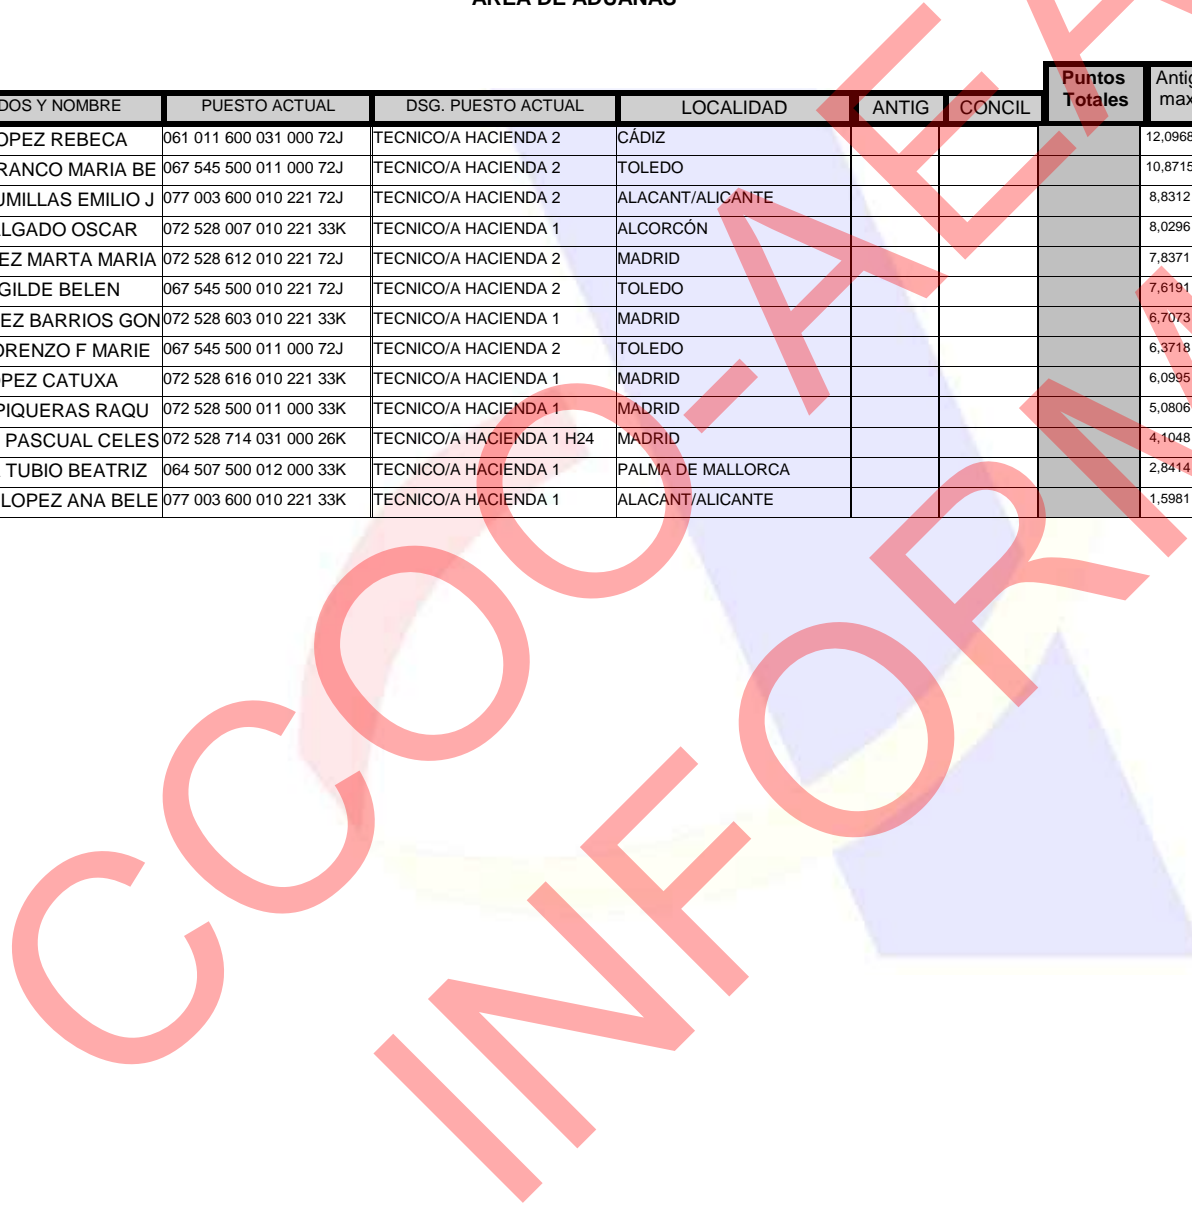 ÁREA DE ADUANAS
Puntos Totales Antig max
DOS Y NOMBRE PUESTO ACTUAL DSG. PUESTO ACTUAL LOCALIDAD ANTIG CONCIL
OPEZ REBECA 061 011 600 031 000 72J TECNICO/A HACIENDA 2 CÁDIZ 12,0968
RANCO MARIA BE 067 545 500 011 000 72J TECNICO/A HACIENDA 2 TOLEDO 10,8715
UMILLAS EMILIO J 077 003 600 010 221 72J TECNICO/A HACIENDA 2 ALACANT/ALICANTE 8,8312
LGADO OSCAR 072 528 007 010 221 33K TECNICO/A HACIENDA 1 ALCORCÓN 8,0296
EZ MARTA MARIA 072 528 612 010 221 72J TECNICO/A HACIENDA 2 MADRID 7,8371
GILDE BELEN 067 545 500 010 221 72J TECNICO/A HACIENDA 2 TOLEDO 7,6191
EZ BARRIOS GON 072 528 603 010 221 33K TECNICO/A HACIENDA 1 MADRID 6,7073
ORENZO F MARIE 067 545 500 011 000 72J TECNICO/A HACIENDA 2 TOLEDO 6,3718
PEZ CATUXA 072 528 616 010 221 33K TECNICO/A HACIENDA 1 MADRID 6,0995
PIQUERAS RAQU 072 528 500 011 000 33K TECNICO/A HACIENDA 1 MADRID 5,0806
PASCUAL CELES 072 528 714 031 000 26K TECNICO/A HACIENDA 1 H24 MADRID 4,1048
TUBIO BEATRIZ 064 507 500 012 000 33K TECNICO/A HACIENDA 1 PALMA DE MALLORCA 2,8414
LOPEZ ANA BELE 077 003 600 010 221 33K TECNICO/A HACIENDA 1 ALACANT/ALICANTE 1,5981
CCOO-AEA
INFORM